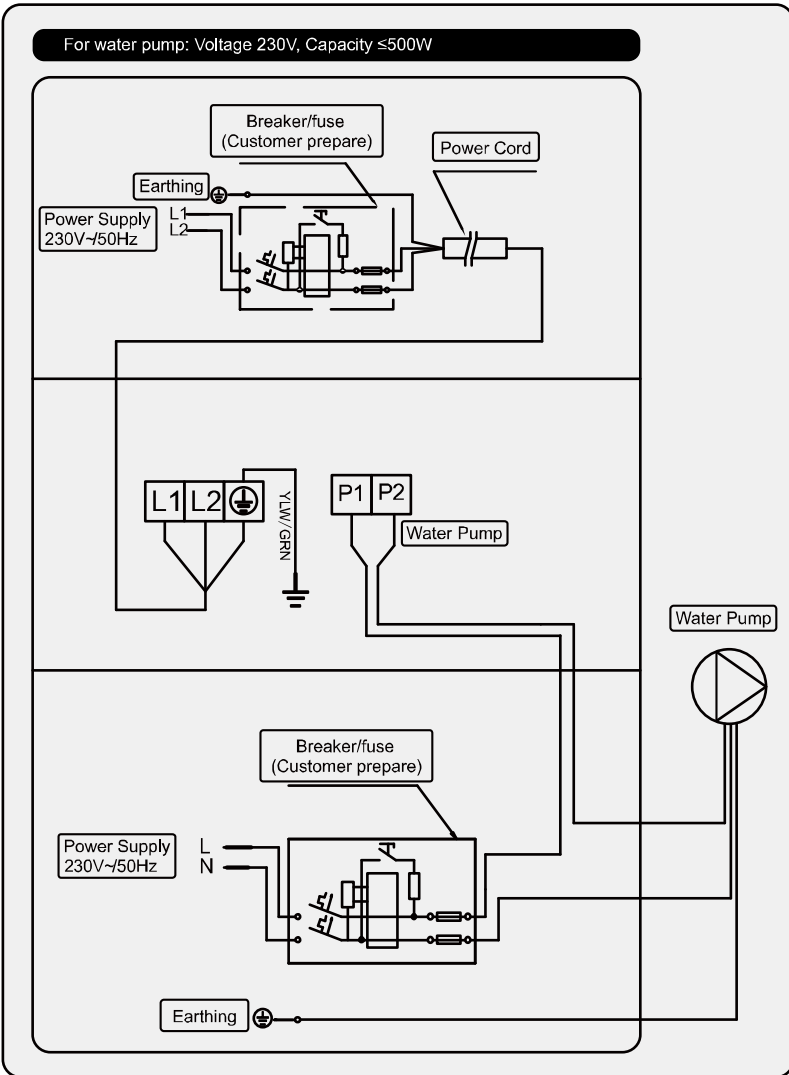 For water pump: Voltage 230V, Capacity ≤500W
Breaker/fuse
(Customer prepare)
Power Cord
Earthing
Power Supply
230V~/50Hz
L1
L2
L1 L2
YLW/GRN
P1 P2
Water Pump
Water Pump
Breaker/fuse
(Customer prepare)
Power Supply
230V~/50Hz
L
N
Earthing